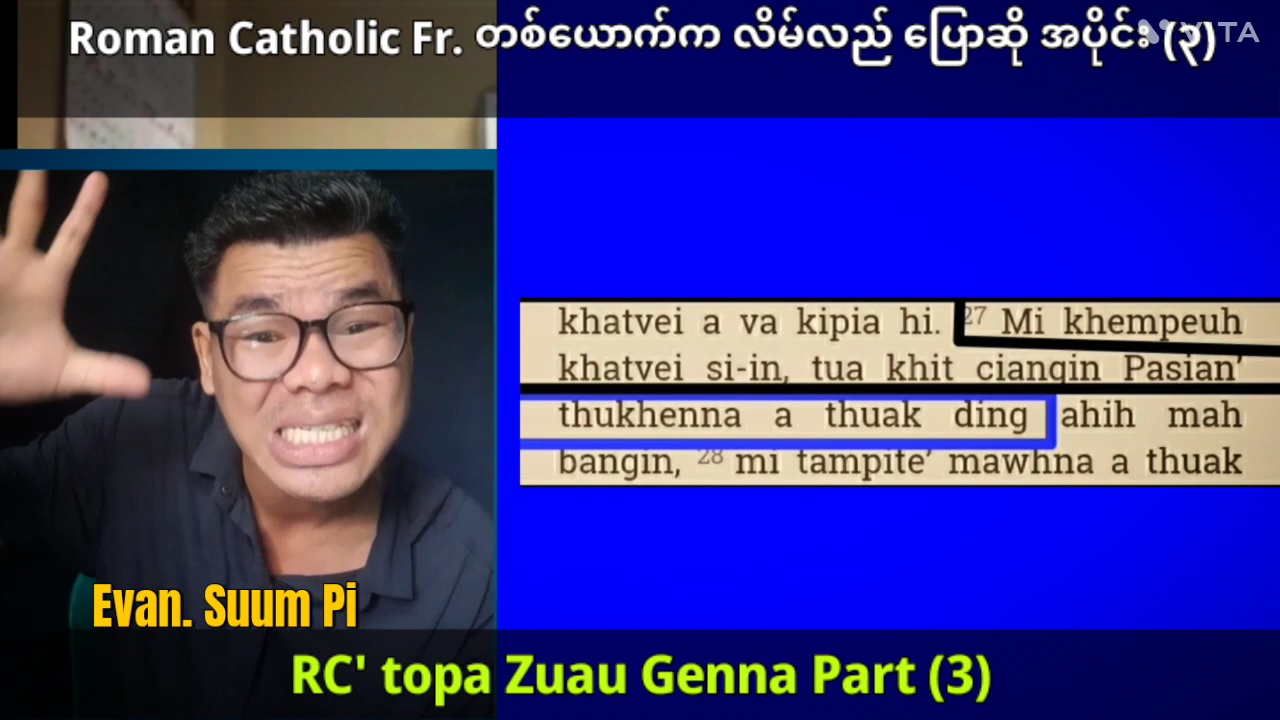 Roman Catholic Fr. တစ်ယောက်က လိမ်လည် ပြောဆို အပိုင်း (၃)
VITA
khatvei a va kipia hi. 27 Mi khempeuh
khatvei si-in, tua khit ciangin Pasian’
thukhenna a thuak ding ahih mah
bangin, 28 mi tampite’ mawhna a thuak
Evan. Suum Pi
RC' topa Zuau Genna Part (3)